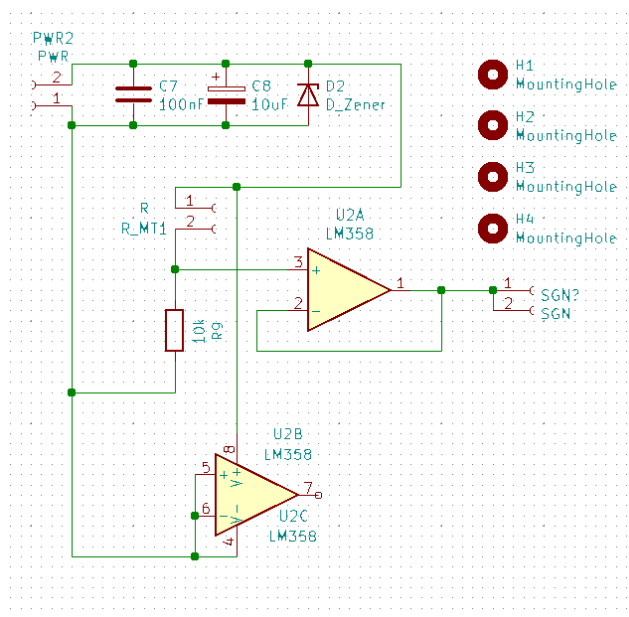 PWR2
PWR
2
1
C7
100nF
+
C8
10uF
D2
D_Zener
H1
MountingHole
H2
MountingHole
H3
MountingHole
H4
MountingHole
R
R_MT1
1
2
U2A
LM358
3
+
2
−
1
1
2
SGN?
SGN
10k
R9
U2B
LM358
8
V+
5
+
6
−
7
V−
4
U2C
LM358